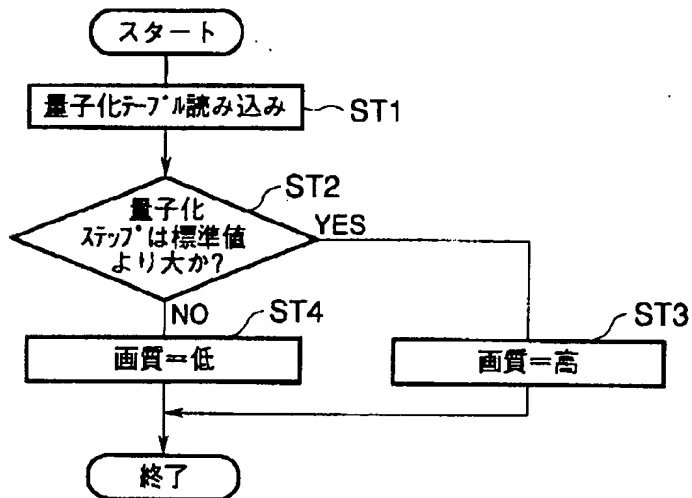 スタート
量子化テーブル読み込み
ST1
ST2
量子化
ステップは標準値
より大か?
YES
NO
ST4
ST3
画質=低
画質=高
終了